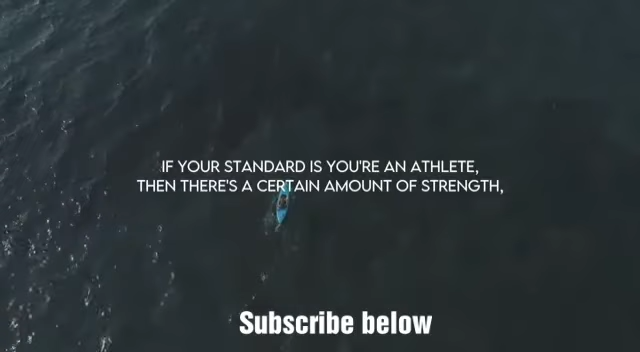 IF YOUR STANDARD IS YOU'RE AN ATHLETE,
THEN THERE'S A CERTAIN AMOUNT OF STRENGTH,
Subscribe below